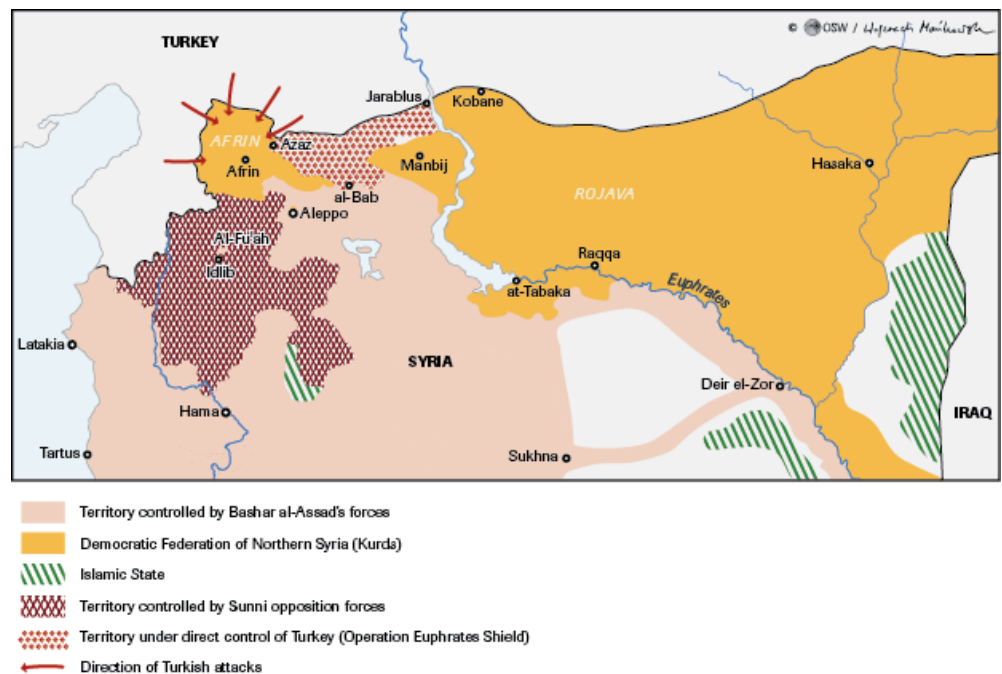 © OSW / Wojciech Mańkowski
TURKEY
Jarablus
Kobane
AFRIN
Azaz
Afrin
Manbij
Hasaka
al-Bab
ROJAVA
Aleppo
Al-Fu'ah
Idlib
Raqqa
at-Tabaka
Euphrates
Latakia
SYRIA
Deir el-Zor
Hama
IRAQ
Tartus
Sukhna
Territory controlled by Bashar al-Assad's forces
Democratic Federation of Northern Syria (Kurds)
Islamic State
Territory controlled by Sunni opposition forces
Territory under direct control of Turkey (Operation Euphrates Shield)
Direction of Turkish attacks